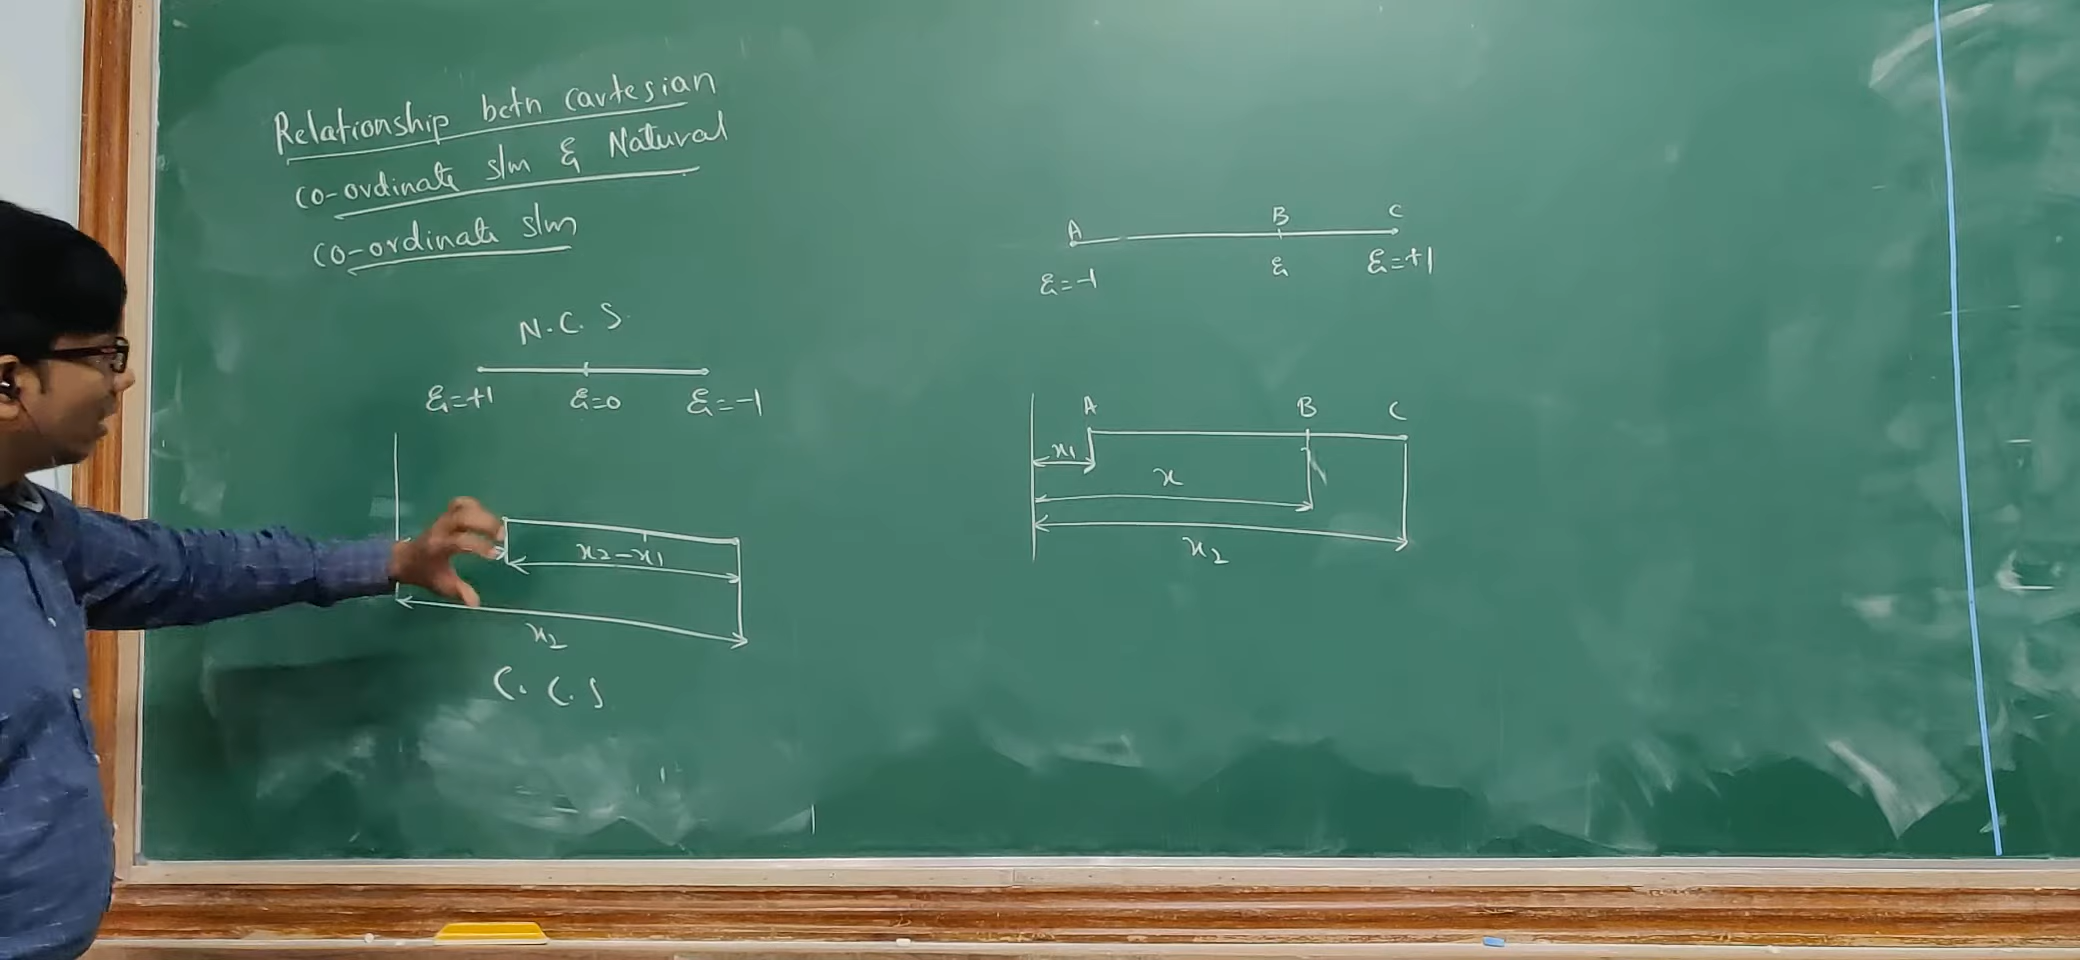 Relationship betn Cartesian
co-ordinate s/m & Natural
co-ordinate s/m
N.C.S.
ξ=+1 ξ=0 ξ=-1
x2-x1
x2
C.C.S
A B C
ξ=-1 ξ ξ=+1
A B C
x1
x
x2